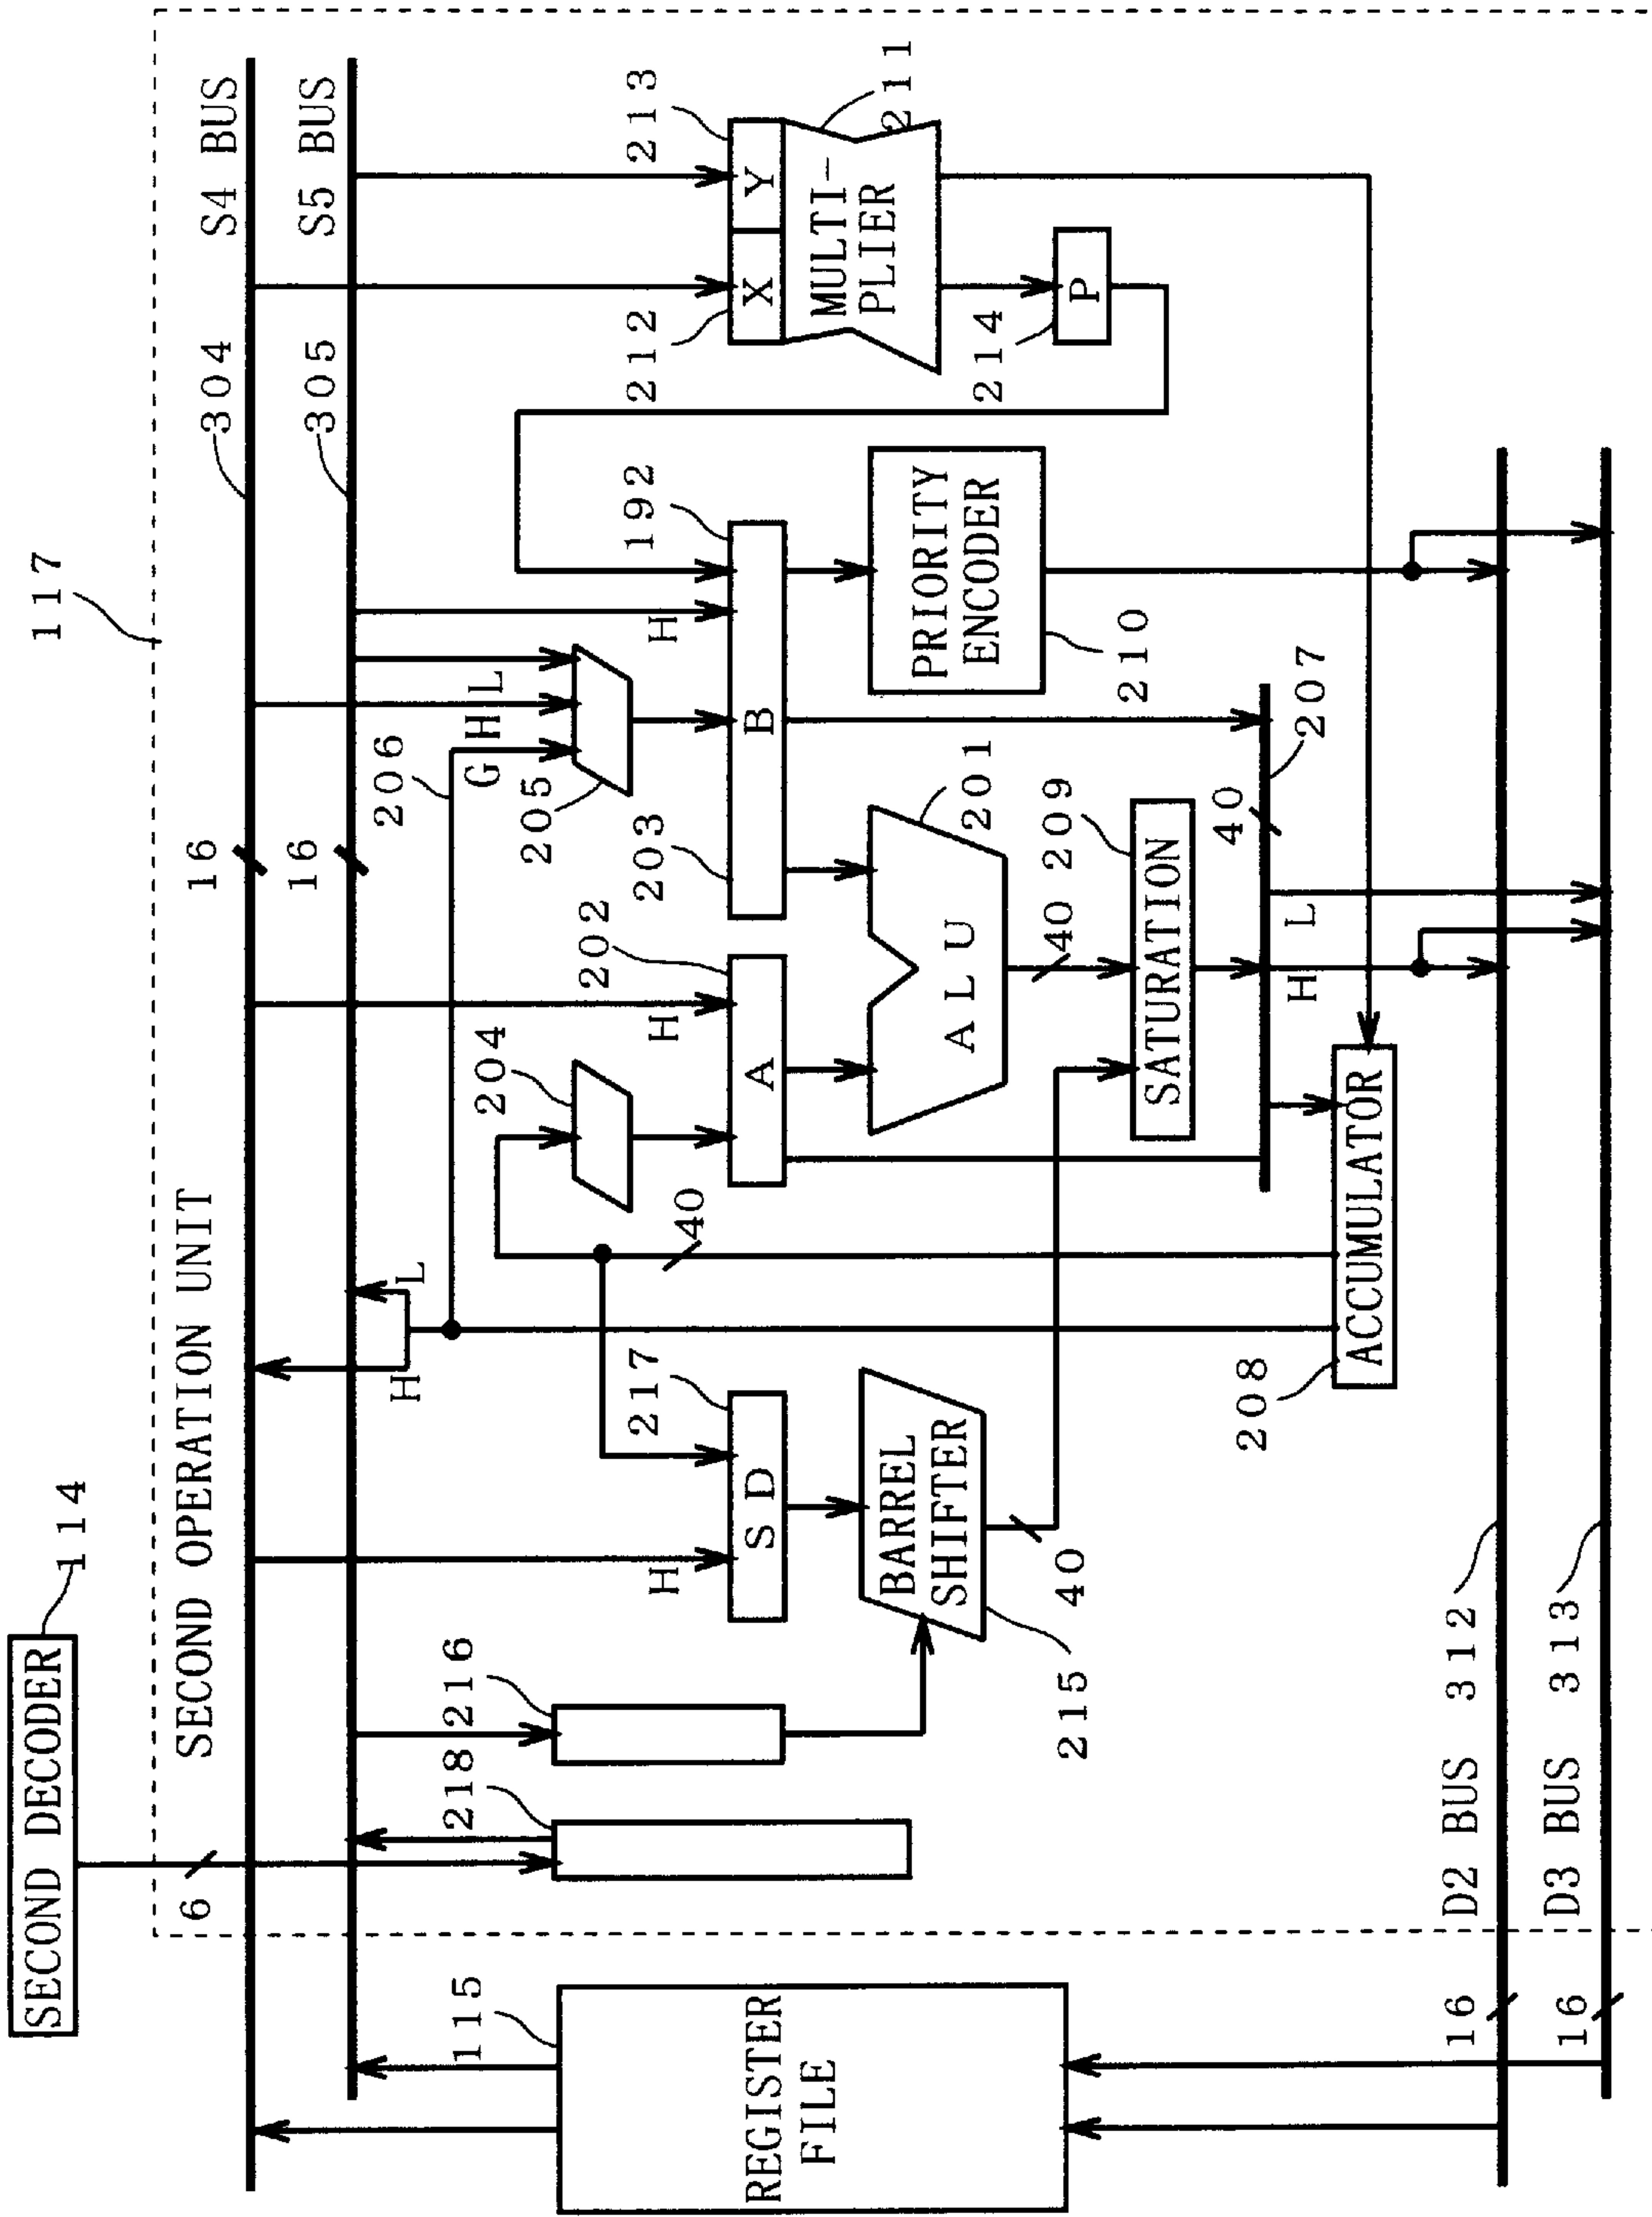 SECOND DECODER
114
117
SECOND OPERATION UNIT
6
16
304
S4 BUS
16
305
S5 BUS
H
L
206
G
H
L
205
204
218
216
217
H
202
H
203
H
192
212
213
115
REGISTER
FILE
S D
A
B
X
Y
40
BARREL
SHIFTER
215
40
A L U
201
PRIORITY
ENCODER
210
MULTI-
PLIER
211
40
209
SATURATION
214
P
40
207
208
ACCUMULATOR
H
L
16
D2 BUS 312
16
D3 BUS 313